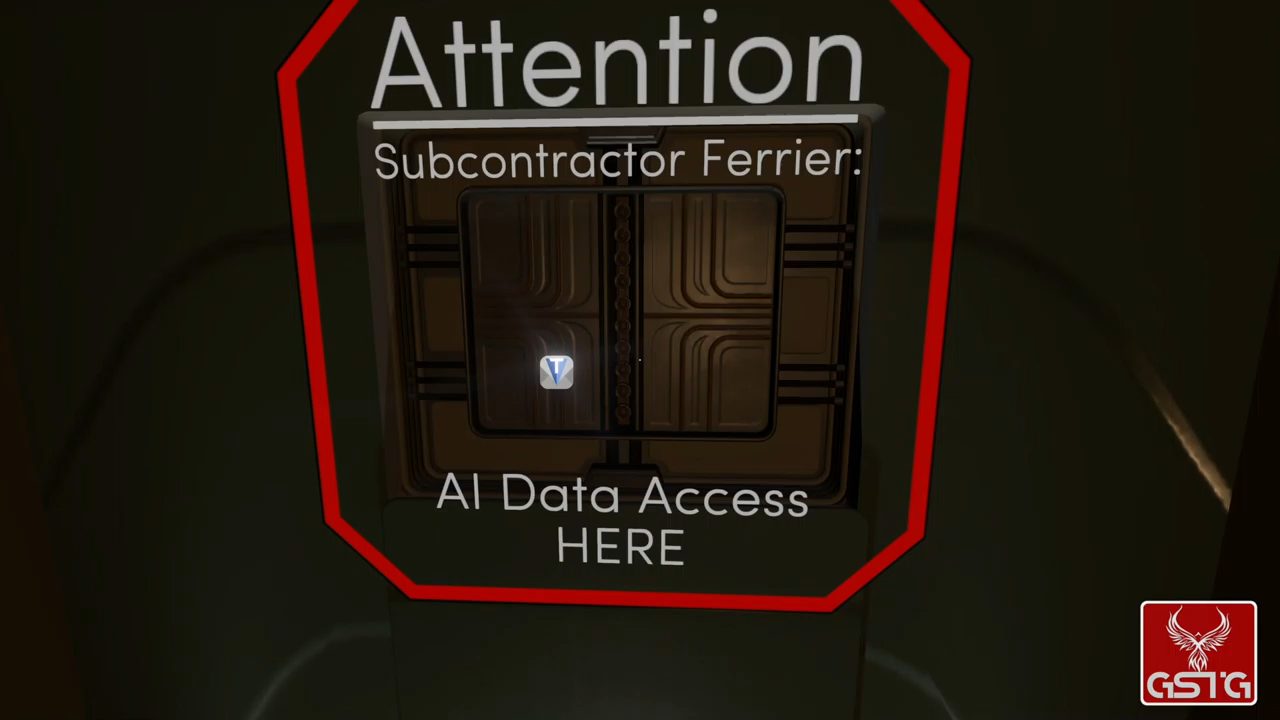 Attention
Subcontractor Ferrier:
T
AI Data Access
HERE
GSTG